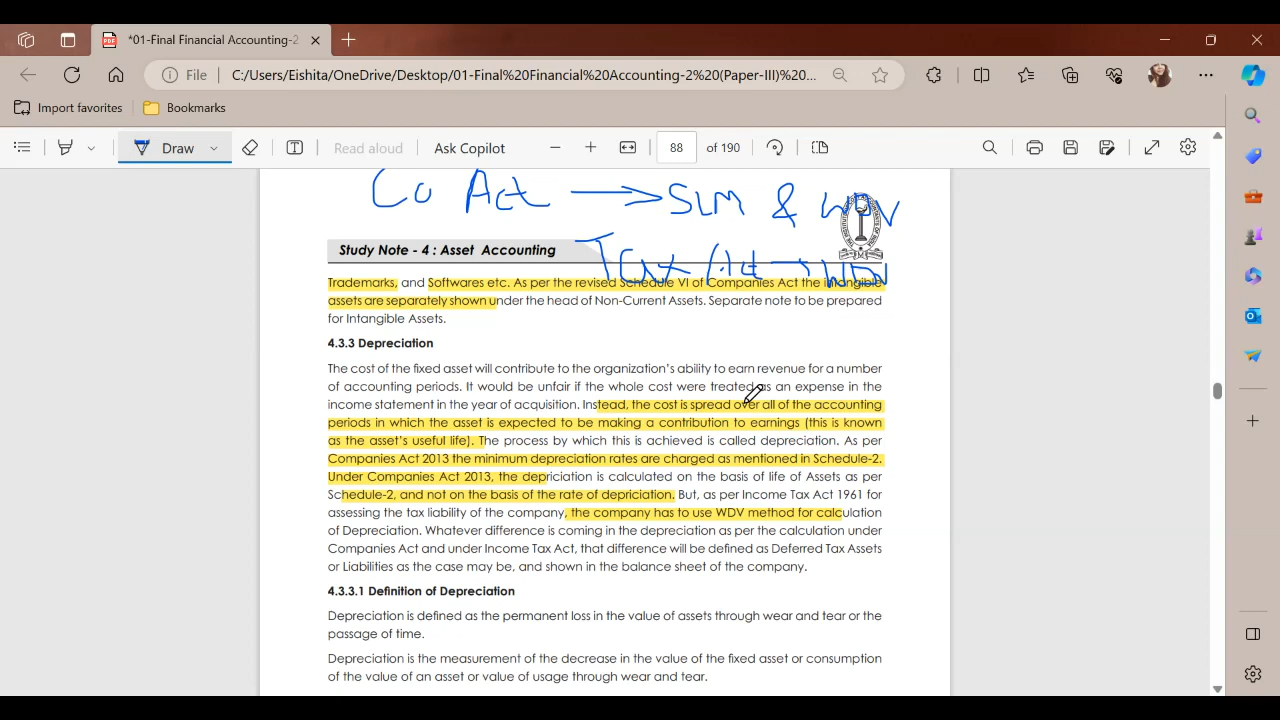 *01-Final Financial Accounting-2
File
C:/Users/Eishita/OneDrive/Desktop/01-Final%20Financial%20Accounting-2%20(Paper-III)%20...
Import favorites
Bookmarks
Draw
Read aloud
Ask Copilot
88
of 190
Co Act → SLM & WDV
Study Note - 4 : Asset Accounting
Tax Act → WDV
Trademarks, and Softwares etc. As per the revised Schedule VI of Companies Act the intangible
assets are separately shown under the head of Non-Current Assets. Separate note to be prepared
for Intangible Assets.
4.3.3 Depreciation
The cost of the fixed asset will contribute to the organization's ability to earn revenue for a number
of accounting periods. It would be unfair if the whole cost were treated as an expense in the
income statement in the year of acquisition. Instead, the cost is spread over all of the accounting
periods in which the asset is expected to be making a contribution to earnings (this is known
as the asset's useful life). The process by which this is achieved is called depreciation. As per
Companies Act 2013 the minimum depreciation rates are charged as mentioned in Schedule-2.
Under Companies Act 2013, the depriciation is calculated on the basis of life of Assets as per
Schedule-2, and not on the basis of the rate of depriciation. But, as per Income Tax Act 1961 for
assessing the tax liability of the company, the company has to use WDV method for calculation
of Depreciation. Whatever difference is coming in the depreciation as per the calculation under
Companies Act and under Income Tax Act, that difference will be defined as Deferred Tax Assets
or Liabilities as the case may be, and shown in the balance sheet of the company.
4.3.3.1 Definition of Depreciation
Depreciation is defined as the permanent loss in the value of assets through wear and tear or the
passage of time.
Depreciation is the measurement of the decrease in the value of the fixed asset or consumption
of the value of an asset or value of usage through wear and tear.